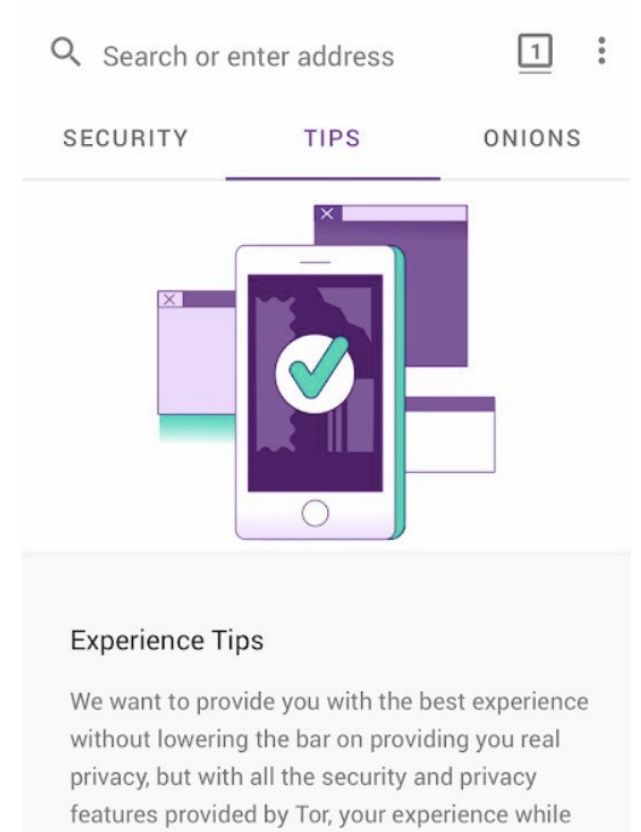 Search or enter address 1
SECURITY TIPS ONIONS
Experience Tips
We want to provide you with the best experience
without lowering the bar on providing you real
privacy, but with all the security and privacy
features provided by Tor, your experience while